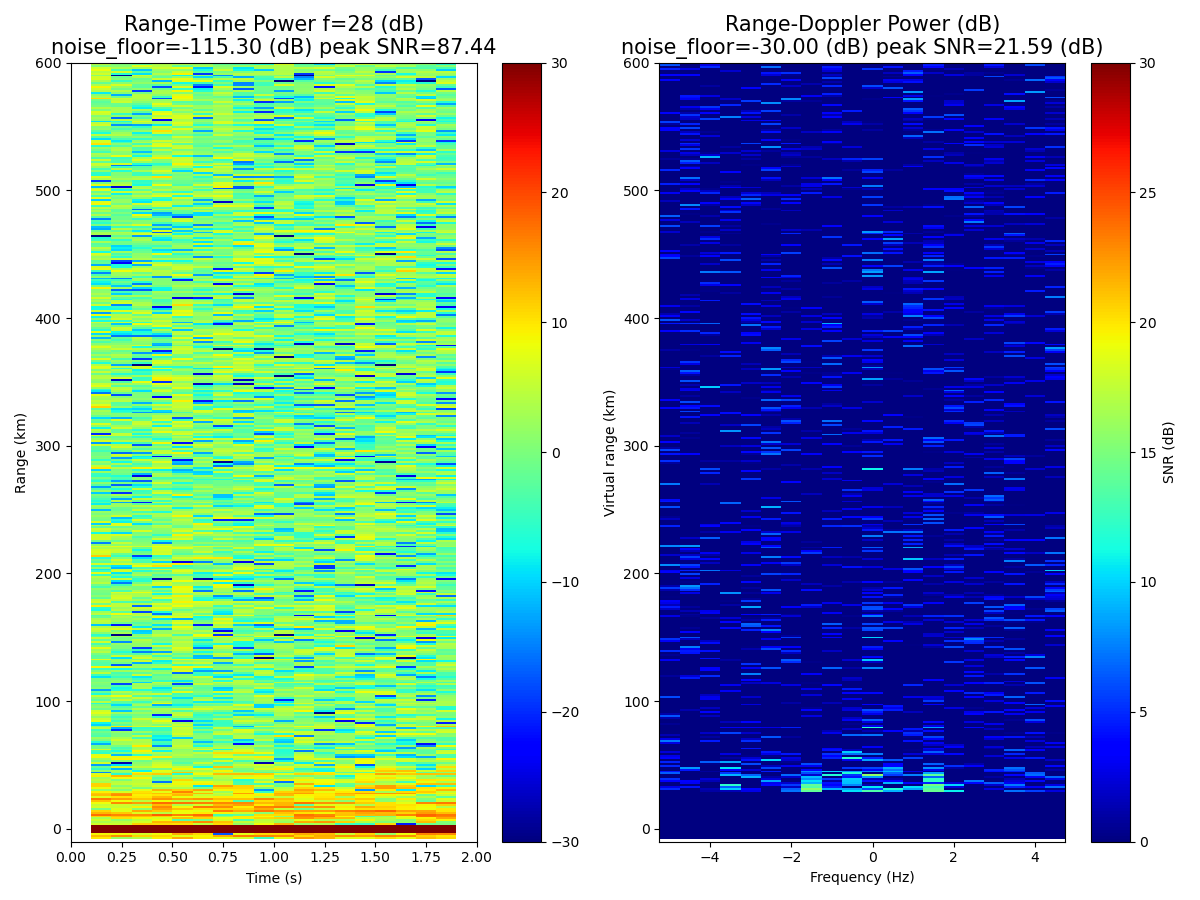 Range-Time Power f=28 (dB)
noise_floor=-115.30 (dB) peak SNR=87.44
Range (km)
600
500
400
300
200
100
0
0.00 0.25 0.50 0.75 1.00 1.25 1.50 1.75 2.00
Time (s)
30
20
10
0
−10
−20
−30
Range-Doppler Power (dB)
noise_floor=-30.00 (dB) peak SNR=21.59 (dB)
Virtual range (km)
600
500
400
300
200
100
0
−4 −2 0 2 4
Frequency (Hz)
30
25
20
15
10
5
0
SNR (dB)